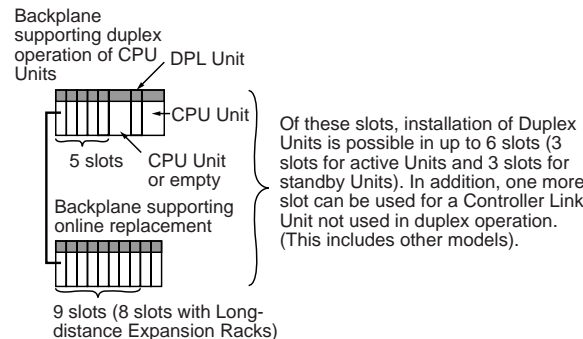 Backplane
supporting duplex
operation of CPU
Units
DPL Unit
CPU Unit
5 slots
CPU Unit
or empty
Backplane supporting
online replacement
9 slots (8 slots with Long-
distance Expansion Racks)
Of these slots, installation of Duplex
Units is possible in up to 6 slots (3
slots for active Units and 3 slots for
standby Units). In addition, one more
slot can be used for a Controller Link
Unit not used in duplex operation.
(This includes other models).